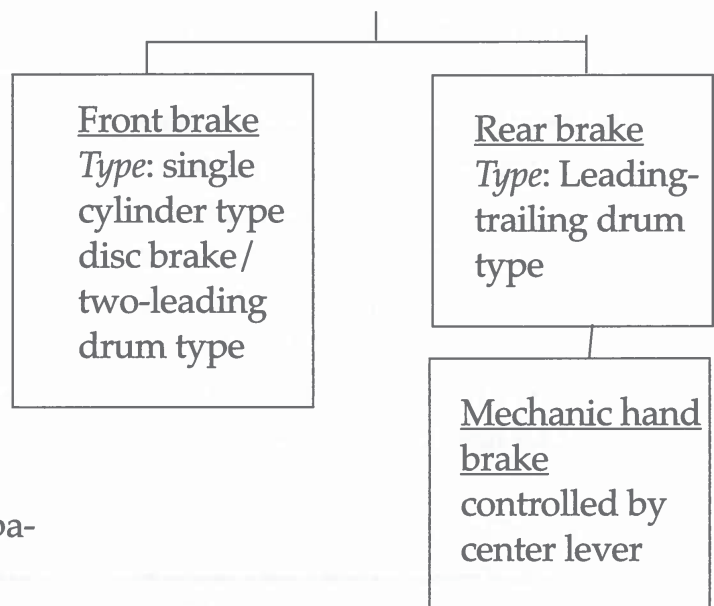 Front brake
Type: single
cylinder type
disc brake/
two-leading
drum type
Rear brake
Type: Leading-
trailing drum
type
Mechanic hand
brake
controlled by
center lever
pa-